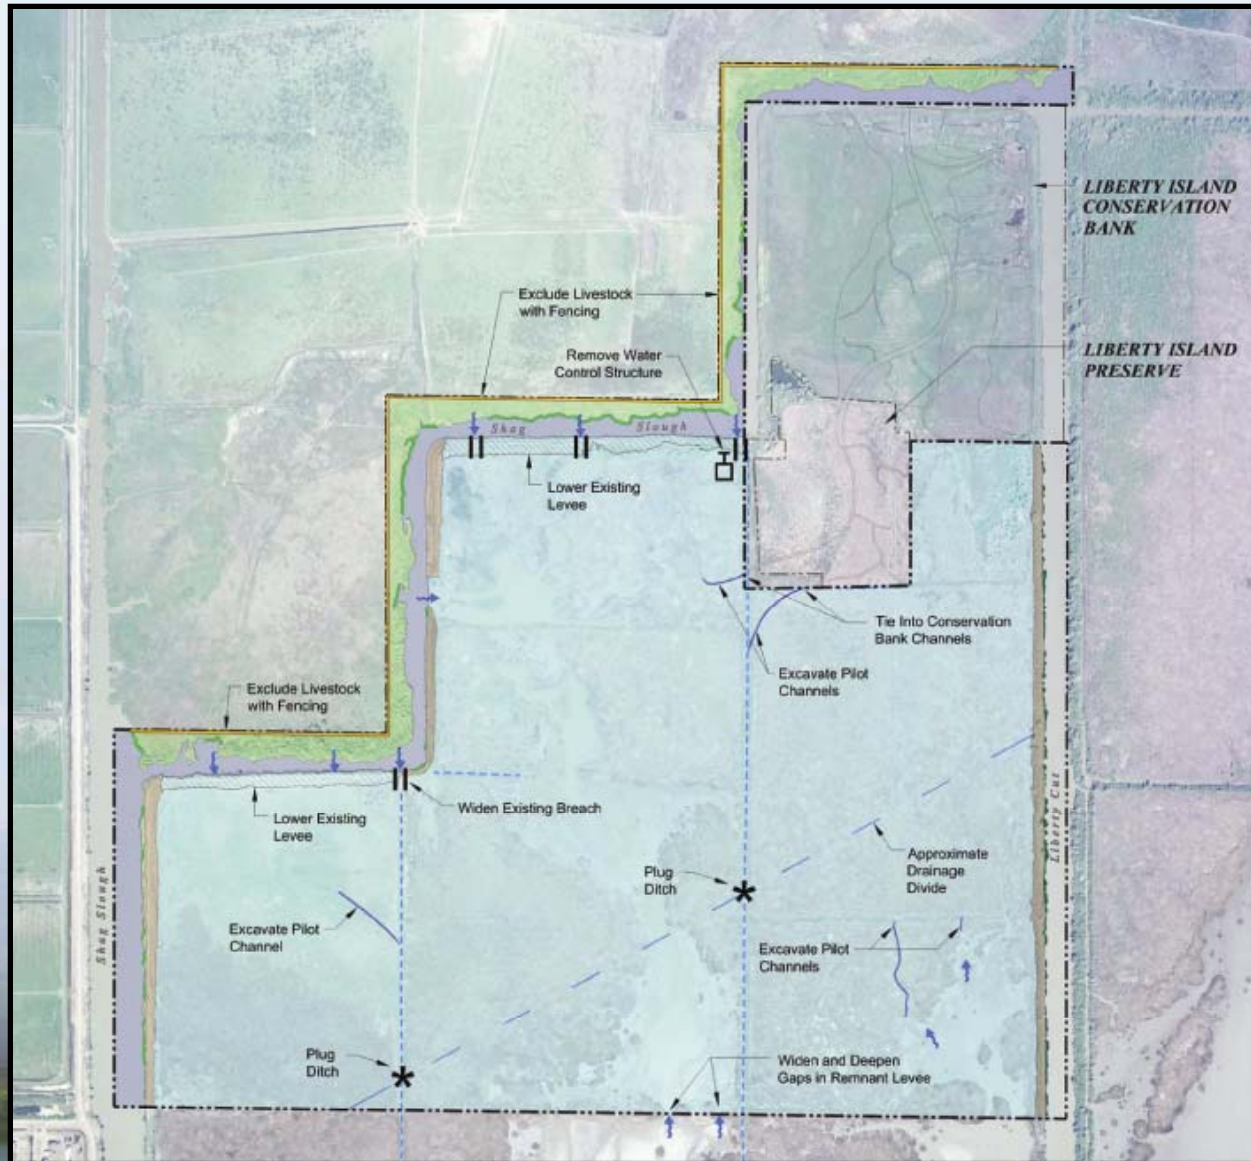 LIBERTY ISLAND
CONSERVATION
BANK
Exclude Livestock
with Fencing
Remove Water
Control Structure
LIBERTY ISLAND
PRESERVE
Shag Slough
Lower Existing
Levee
Tie Into Conservation
Bank Channels
Excavate Pilot
Channels
Exclude Livestock
with Fencing
Widen Existing Breach
Lower Existing
Levee
Liberty Cut
Approximate
Drainage
Divide
Plug
Ditch
Shag Slough
Excavate Pilot
Channel
Excavate Pilot
Channels
Plug
Ditch
Widen and Deepen
Gaps in Remnant Levee